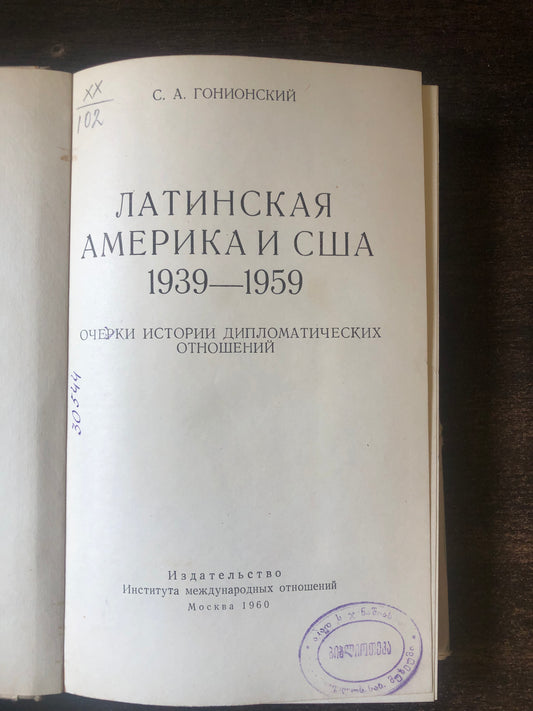 XX
102
С. А. ГОНИОНСКИЙ
ЛАТИНСКАЯ
АМЕРИКА И США
1939—1959
ОЧЕРКИ ИСТОРИИ ДИПЛОМАТИЧЕСКИХ
ОТНОШЕНИЙ
30544
Издательство
Института международных отношений
Москва 1960
ბიბლიოთეკა